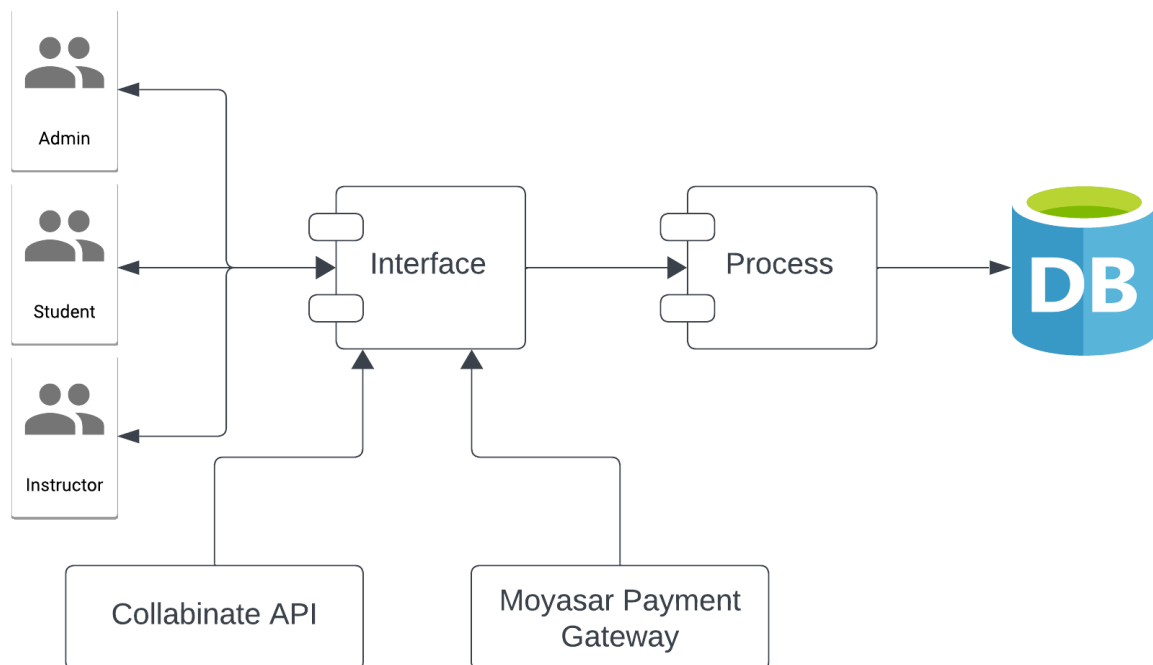 Admin
Student
Instructor
Interface
Process
DB
Collabinate API
Moyasar Payment
Gateway